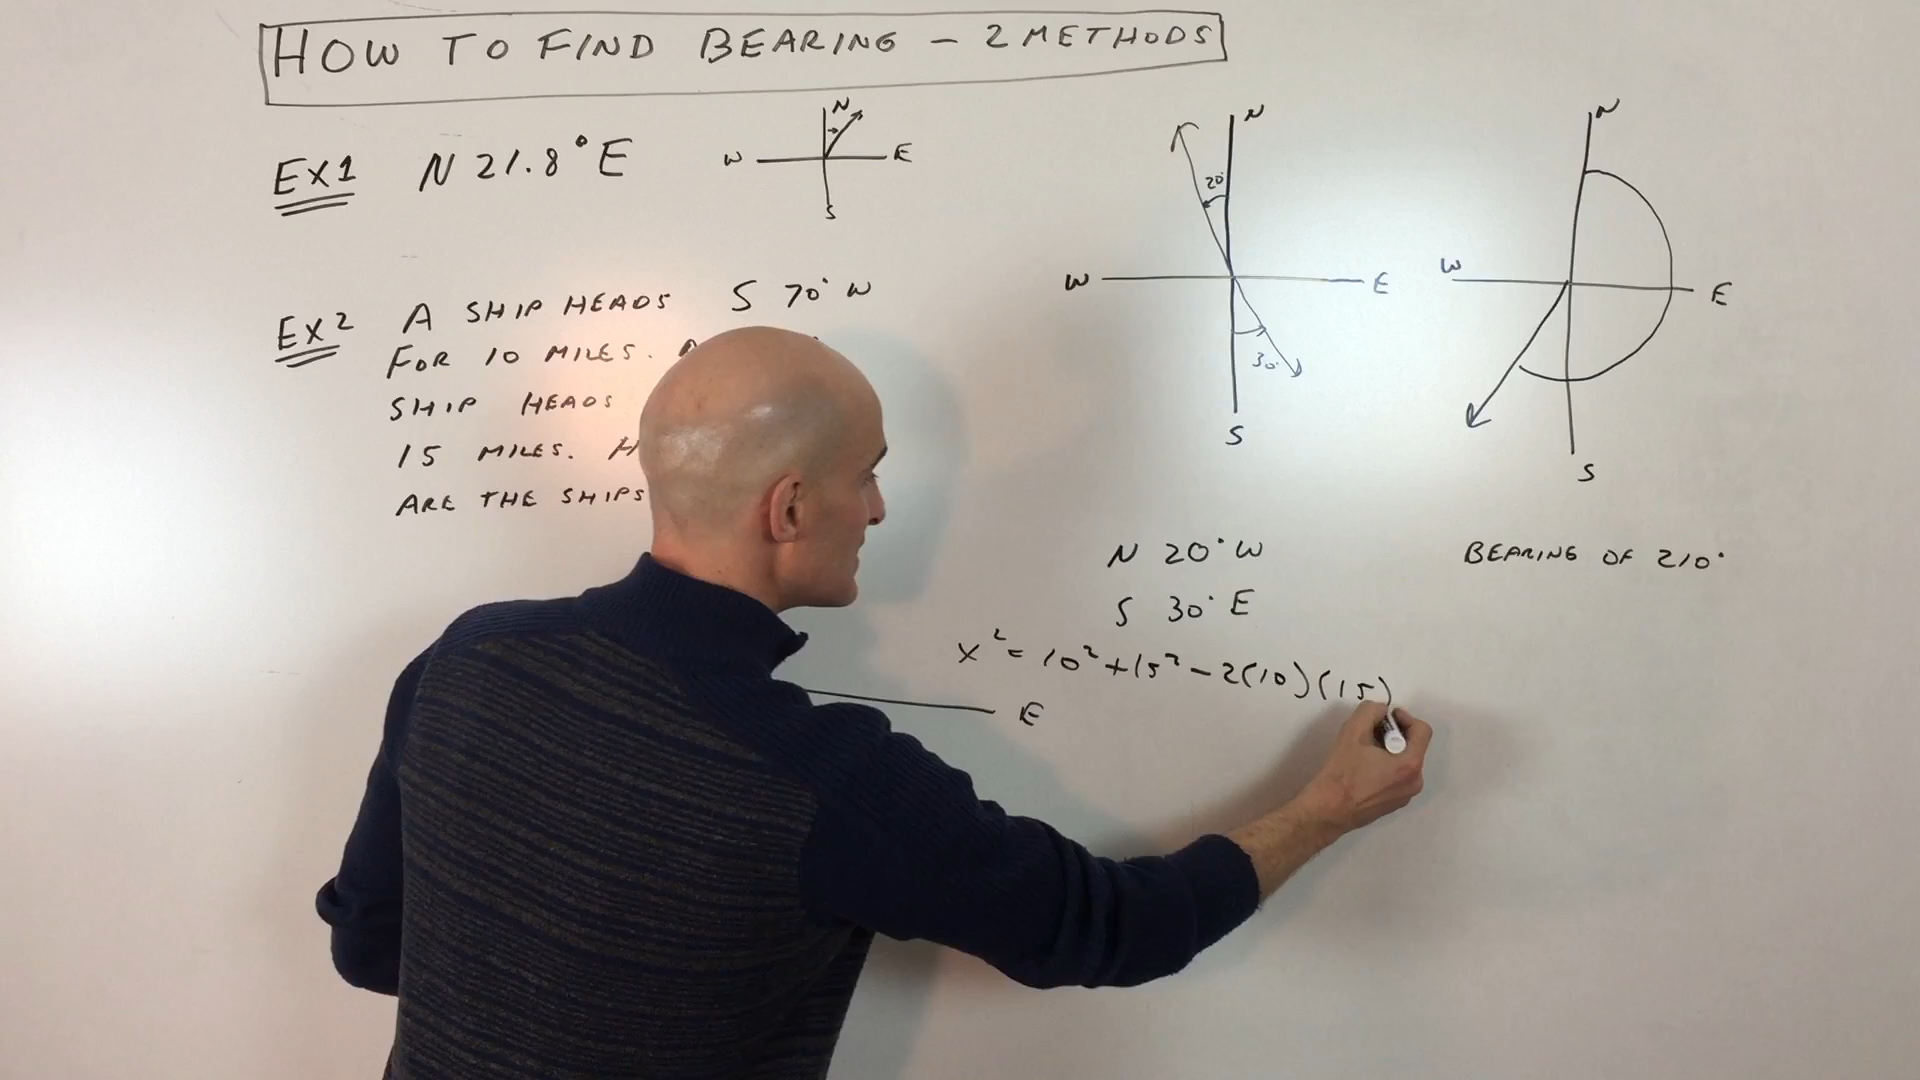 HOW TO FIND BEARING - 2 METHODS
EX1 N 21.8° E
N
W E
S
EX2 A SHIP HEADS S 70° W
FOR 10 MILES.
SHIP HEADS
15 MILES.
ARE THE SHIPS
N
20°
W E
30°
S
N
W E
S
N 20° W
S 30° E
BEARING OF 210°
x² = 10² + 15² - 2(10)(15)
E